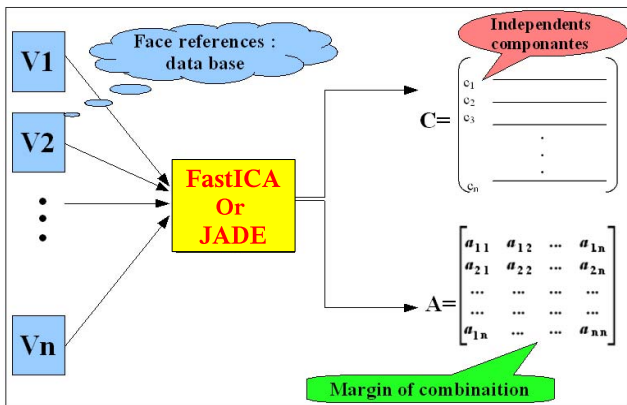 V1
V2
Vn
Face references :
data base
FastICA
Or
JADE
Independents
componantes
C=
c1
c2
c3
cn
A=
a11 a12 ... a1n
a21 a22 ... a2n
... ... ... ...
... ... ... ...
a1n ... ... ann
Margin of combinaition